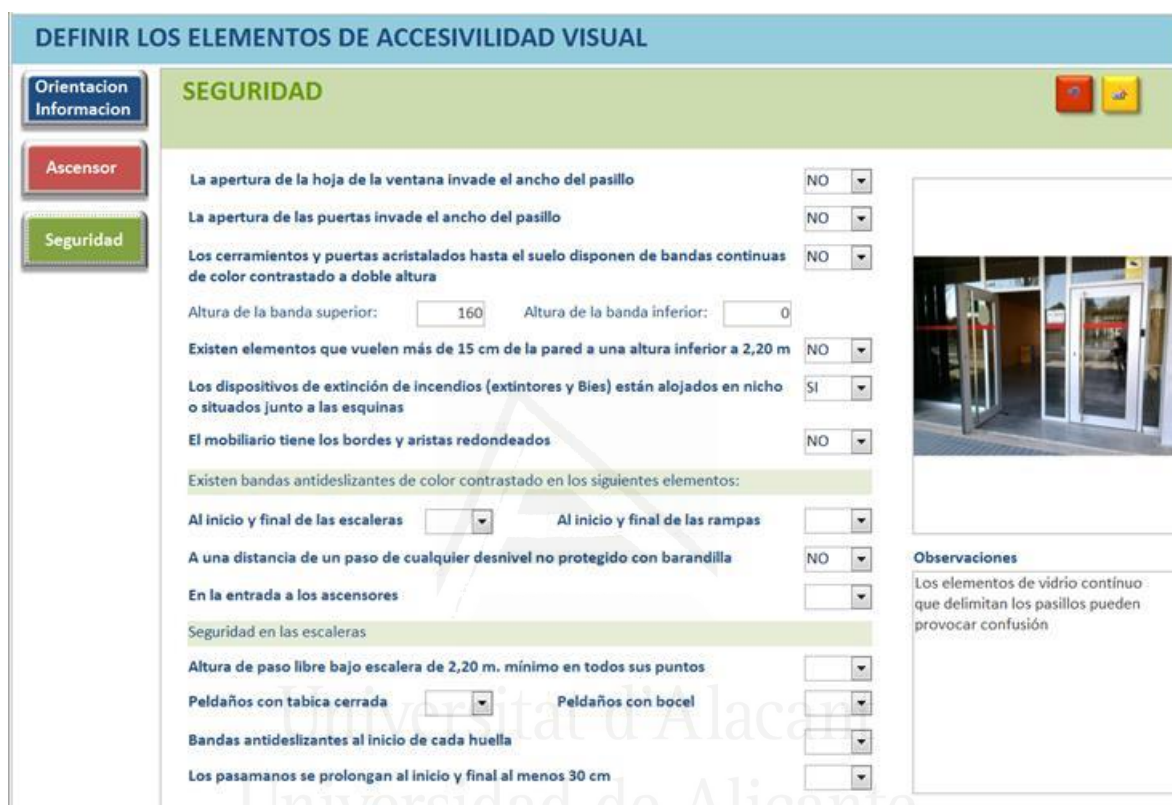 DEFINIR LOS ELEMENTOS DE ACCESIVILIDAD VISUAL
Orientacion
Informacion
Ascensor
Seguridad
SEGURIDAD
La apertura de la hoja de la ventana invade el ancho del pasillo NO
La apertura de las puertas invade el ancho del pasillo NO
Los cerramientos y puertas acristalados hasta el suelo disponen de bandas continuas NO
de color contrastado a doble altura
Altura de la banda superior: 160 Altura de la banda inferior: 0
Existen elementos que vuelen más de 15 cm de la pared a una altura inferior a 2,20 m NO
Los dispositivos de extinción de incendios (extintores y Bies) están alojados en nicho SI
o situados junto a las esquinas
El mobiliario tiene los bordes y aristas redondeados NO
Existen bandas antideslizantes de color contrastado en los siguientes elementos:
Al inicio y final de las escaleras Al inicio y final de las rampas
A una distancia de un paso de cualquier desnivel no protegido con barandilla NO
En la entrada a los ascensores
Seguridad en las escaleras
Altura de paso libre bajo escalera de 2,20 m. mínimo en todos sus puntos
Peldaños con tabica cerrada Peldaños con bocel
Bandas antideslizantes al inicio de cada huella
Los pasamanos se prolongan al inicio y final al menos 30 cm
Observaciones
Los elementos de vidrio contínuo
que delimitan los pasillos pueden
provocar confusión
Universitat d'Alacant
Universidad de Alicante